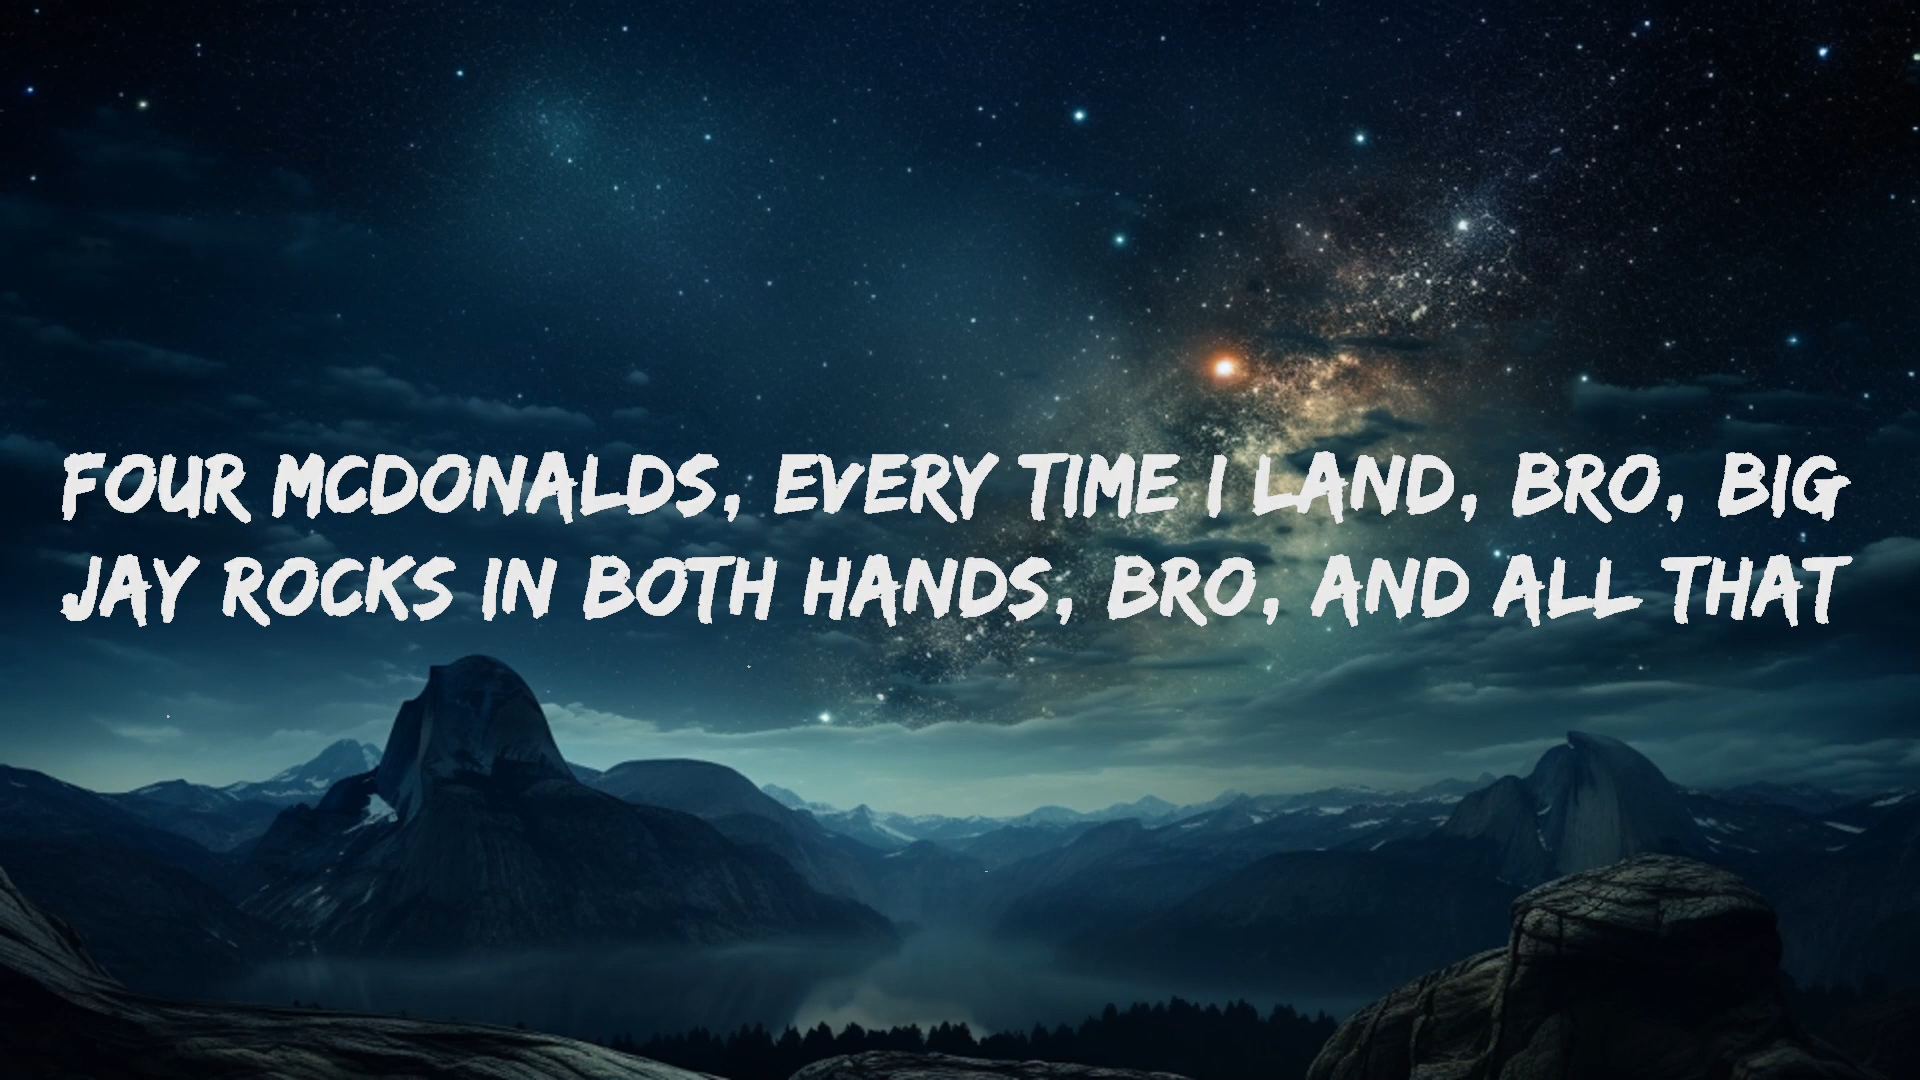 FOUR MCDONALDS, EVERY TIME I LAND, BRO, BIG
JAY ROCKS IN BOTH HANDS, BRO, AND ALL THAT